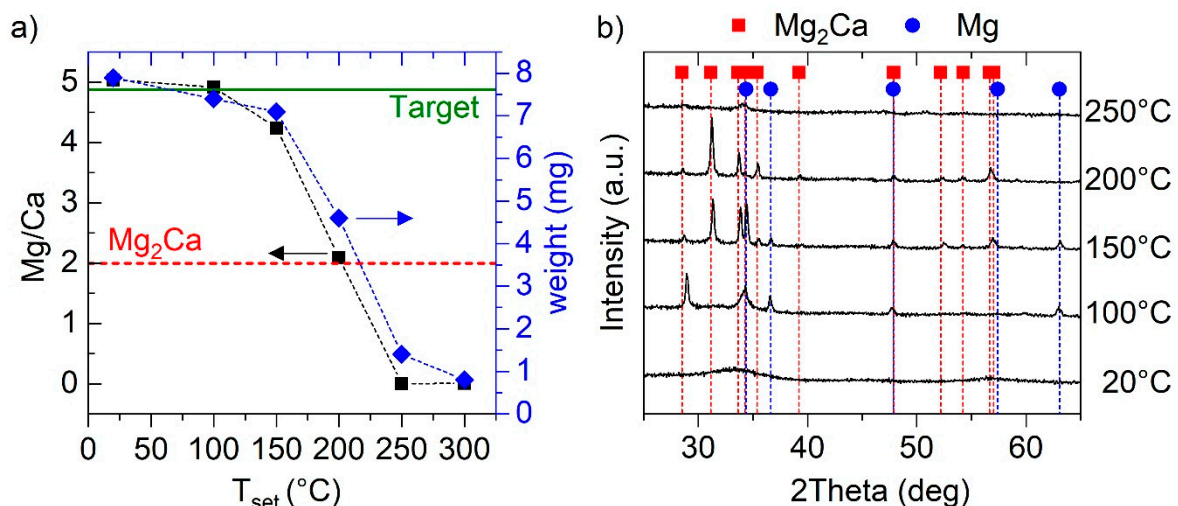 a)
Mg/Ca
5
4
3
2
1
0
Target
Mg₂Ca
8
7
6
5
4
3
2
1
0
weight (mg)
0 50 100 150 200 250 300
T_set (°C)
b)
Mg₂Ca Mg
Intensity (a.u.)
250°C
200°C
150°C
100°C
20°C
30 40 50 60
2Theta (deg)